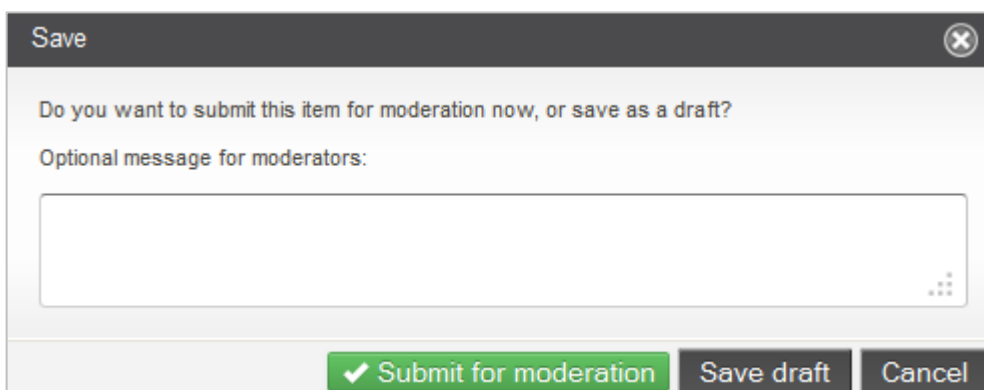 Save
Do you want to submit this item for moderation now, or save as a draft?
Optional message for moderators:
Submit for moderation Save draft Cancel